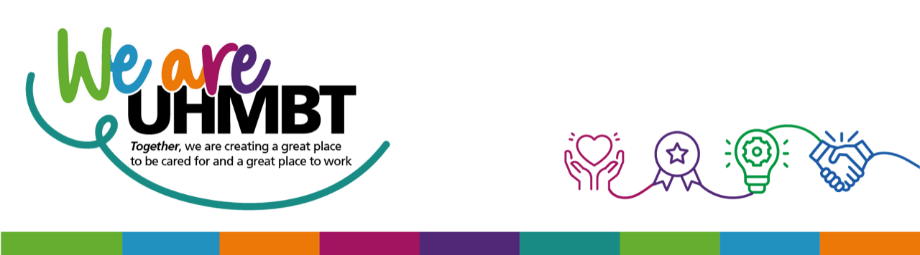 We are
UHMBT
Together, we are creating a great place
to be cared for and a great place to work